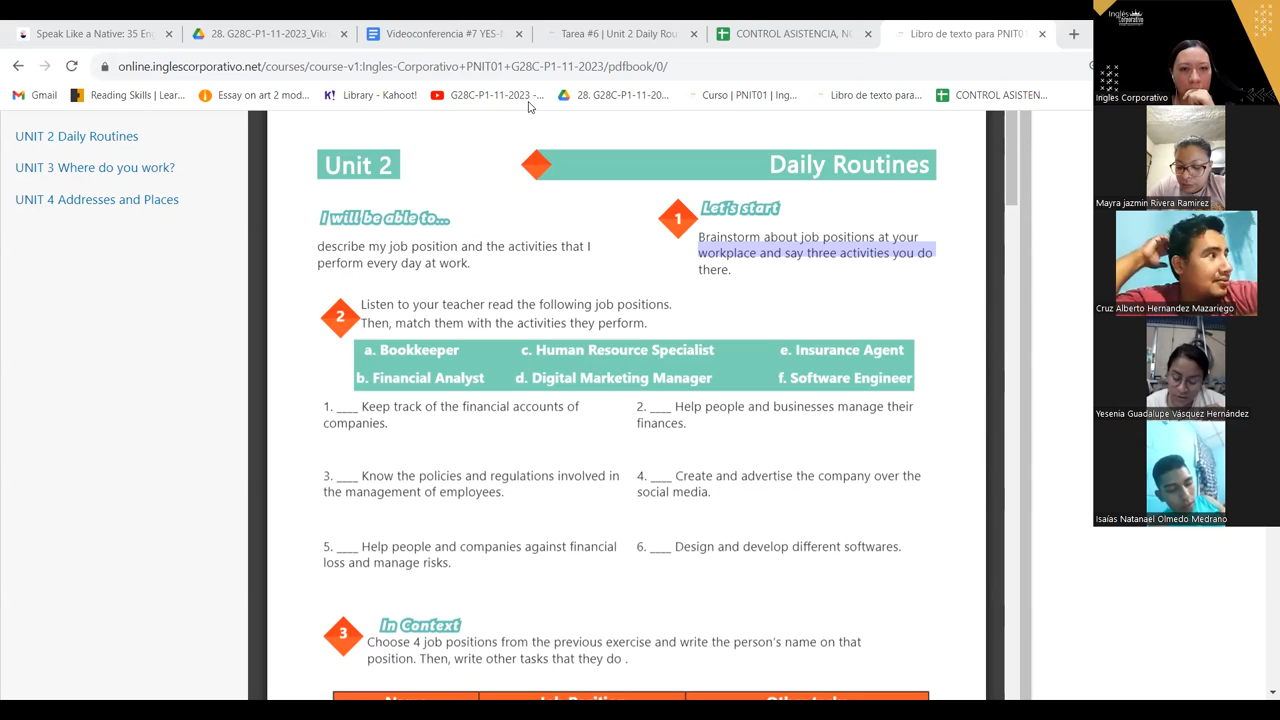 Speak Like a Native: 35 En
28. G28C-P1-11-2023_Vikı
Videoconferencia #7 YES-N
Tarea #6 | Unit 2 Daily Rou
CONTROL ASISTENCIA, NO
Libro de texto para PNIT01
online.inglescorporativo.net/courses/course-v1:Ingles-Corporativo+PNIT01+G28C-P1-11-2023/pdfbook/0/
Gmail
Reading Skills | Lear...
Essay on art 2 mod...
Library - Kahoot!
G28C-P1-11-2023 -...
28. G28C-P1-11-20...
Curso | PNIT01 | Ing...
Libro de texto para...
CONTROL ASISTEN...
UNIT 2 Daily Routines
UNIT 3 Where do you work?
UNIT 4 Addresses and Places
Unit 2
Daily Routines
I will be able to...
describe my job position and the activities that I
perform every day at work.
1
Let's start
Brainstorm about job positions at your
workplace and say three activities you do
there.
2
Listen to your teacher read the following job positions.
Then, match them with the activities they perform.
a. Bookkeeper
c. Human Resource Specialist
e. Insurance Agent
b. Financial Analyst
d. Digital Marketing Manager
f. Software Engineer
1. ____ Keep track of the financial accounts of
companies.
2. ____ Help people and businesses manage their
finances.
3. ____ Know the policies and regulations involved in
the management of employees.
4. ____ Create and advertise the company over the
social media.
5. ____ Help people and companies against financial
loss and manage risks.
6. ____ Design and develop different softwares.
3
In Context
Choose 4 job positions from the previous exercise and write the person's name on that
position. Then, write other tasks that they do .
Inglés
Corporativo
Ingles Corporativo
Mayra jazmin Rivera Ramirez
Cruz Alberto Hernandez Mazariego
Yesenia Guadalupe Vásquez Hernández
Isaías Natanael Olmedo Medrano